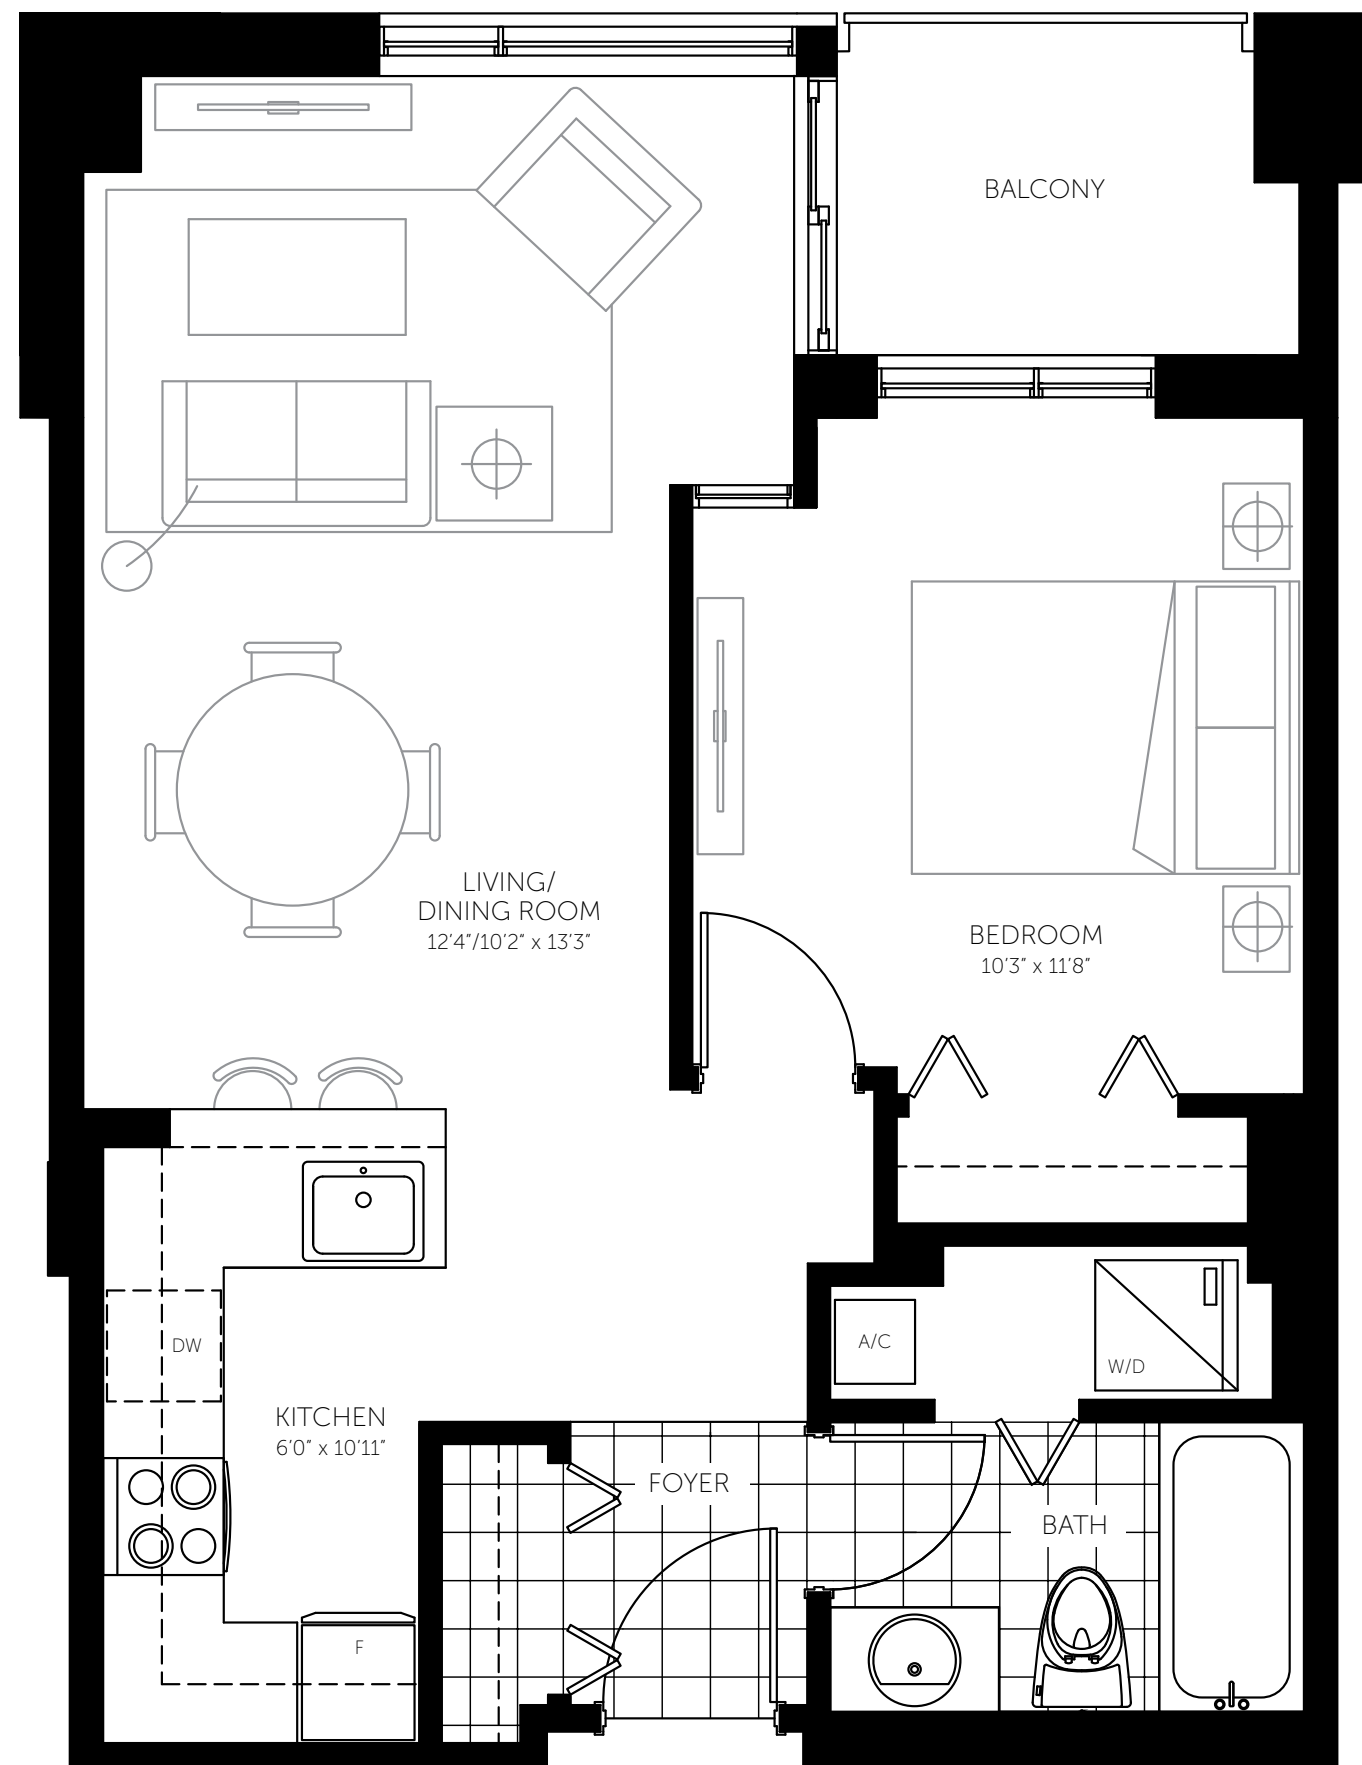 BALCONY
LIVING/
DINING ROOM
12'4"/10'2" x 13'3"
BEDROOM
10'3" x 11'8"
DW
A/C
W/D
KITCHEN
6'0" x 10'11"
FOYER
BATH
F